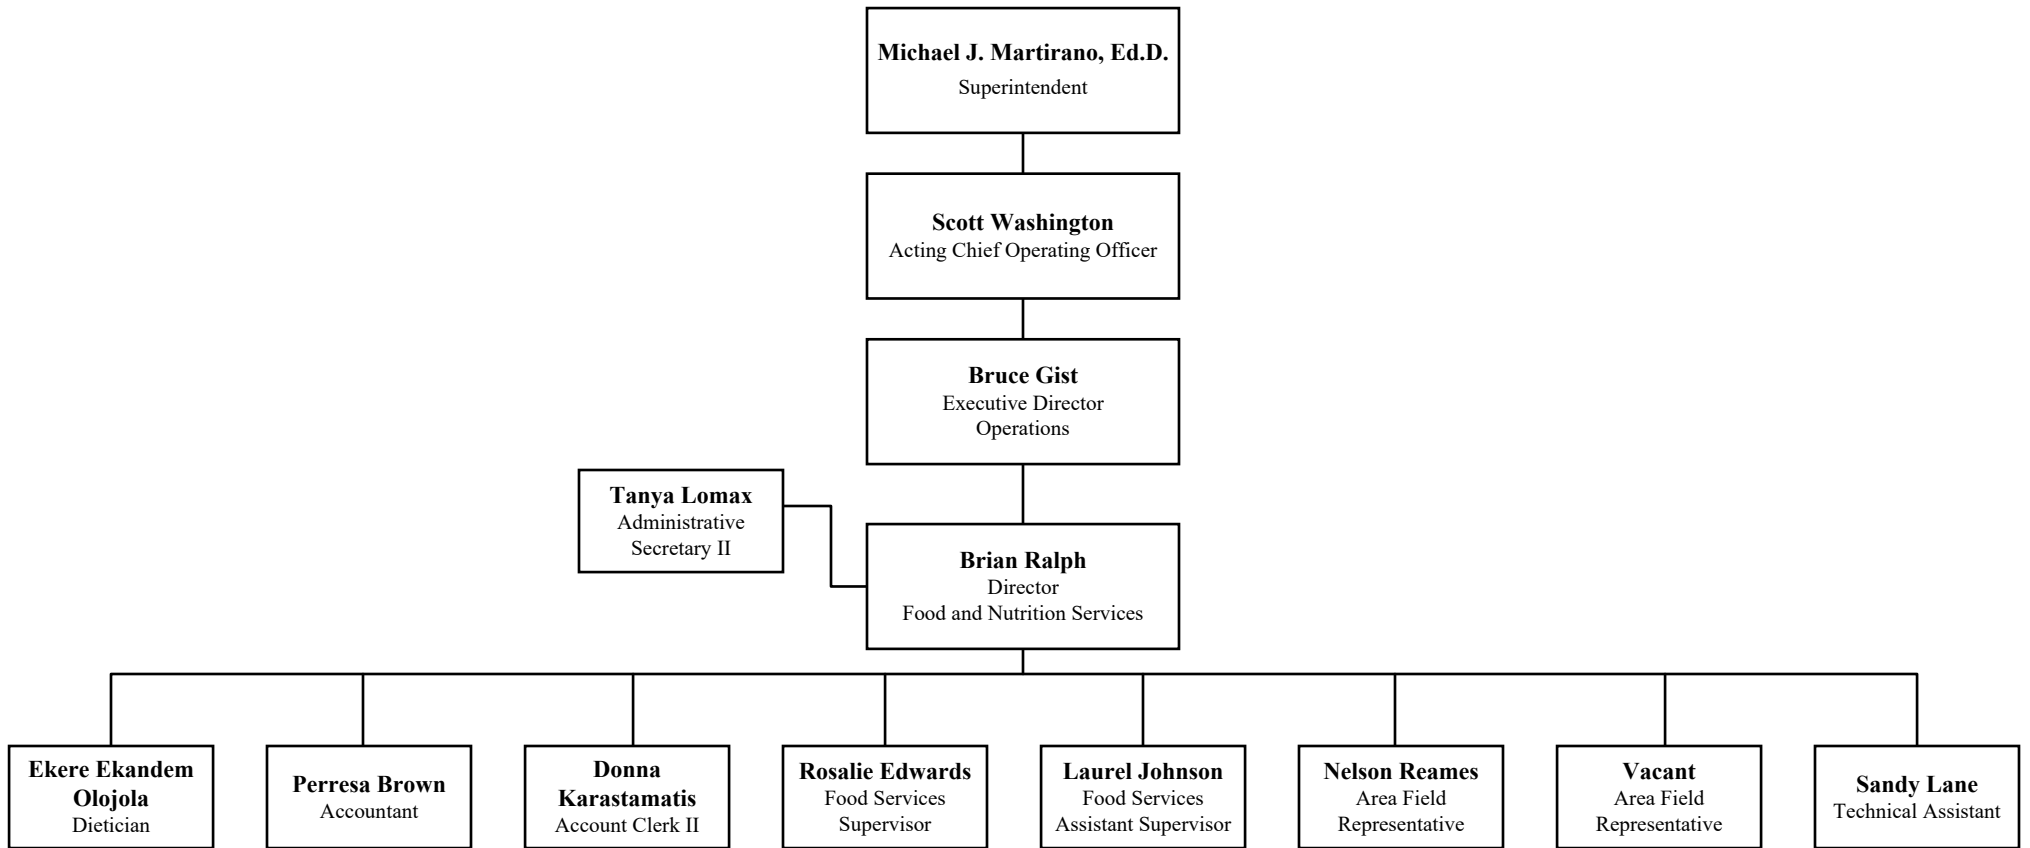 Michael J. Martirano, Ed.D.
Superintendent
Scott Washington
Acting Chief Operating Officer
Bruce Gist
Executive Director
Operations
Tanya Lomax
Administrative
Secretary II
Brian Ralph
Director
Food and Nutrition Services
Ekere Ekandem
Olojola
Dietician
Perresa Brown
Accountant
Donna
Karastamatis
Account Clerk II
Rosalie Edwards
Food Services
Supervisor
Laurel Johnson
Food Services
Assistant Supervisor
Nelson Reames
Area Field
Representative
Vacant
Area Field
Representative
Sandy Lane
Technical Assistant